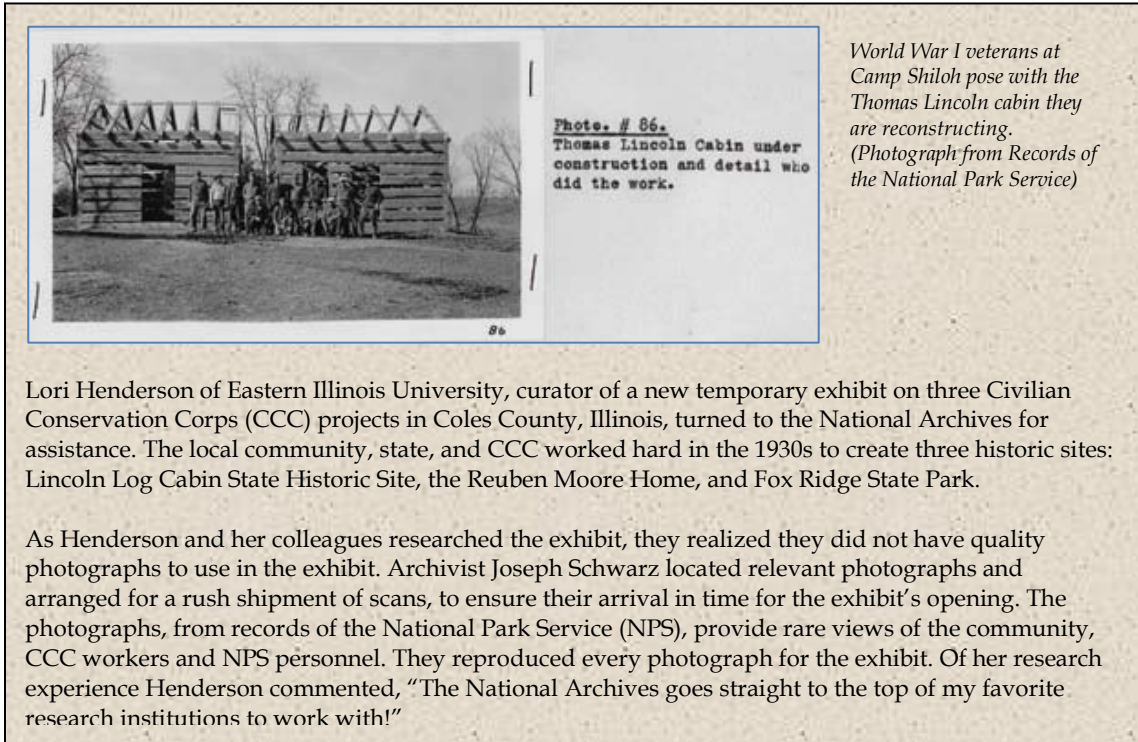 Photo. # 86.
Thomas Lincoln Cabin under
construction and detail who
did the work.
86
World War I veterans at
Camp Shiloh pose with the
Thomas Lincoln cabin they
are reconstructing.
(Photograph from Records of
the National Park Service)
Lori Henderson of Eastern Illinois University, curator of a new temporary exhibit on three Civilian
Conservation Corps (CCC) projects in Coles County, Illinois, turned to the National Archives for
assistance. The local community, state, and CCC worked hard in the 1930s to create three historic sites:
Lincoln Log Cabin State Historic Site, the Reuben Moore Home, and Fox Ridge State Park.
As Henderson and her colleagues researched the exhibit, they realized they did not have quality
photographs to use in the exhibit. Archivist Joseph Schwarz located relevant photographs and
arranged for a rush shipment of scans, to ensure their arrival in time for the exhibit’s opening. The
photographs, from records of the National Park Service (NPS), provide rare views of the community,
CCC workers and NPS personnel. They reproduced every photograph for the exhibit. Of her research
experience Henderson commented, “The National Archives goes straight to the top of my favorite
research institutions to work with!”